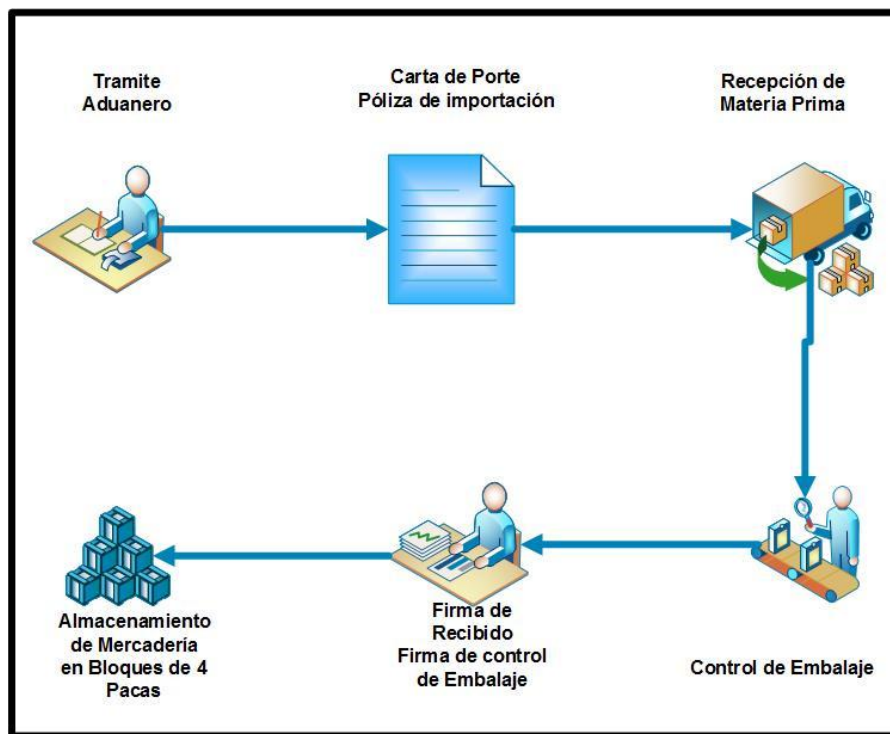 Tramite
Aduanero
Carta de Porte
Póliza de importación
Recepción de
Materia Prima
Control de Embalaje
Firma de
Recibido
Firma de control
de Embalaje
Almacenamiento
de Mercadería
en Bloques de 4
Pacas